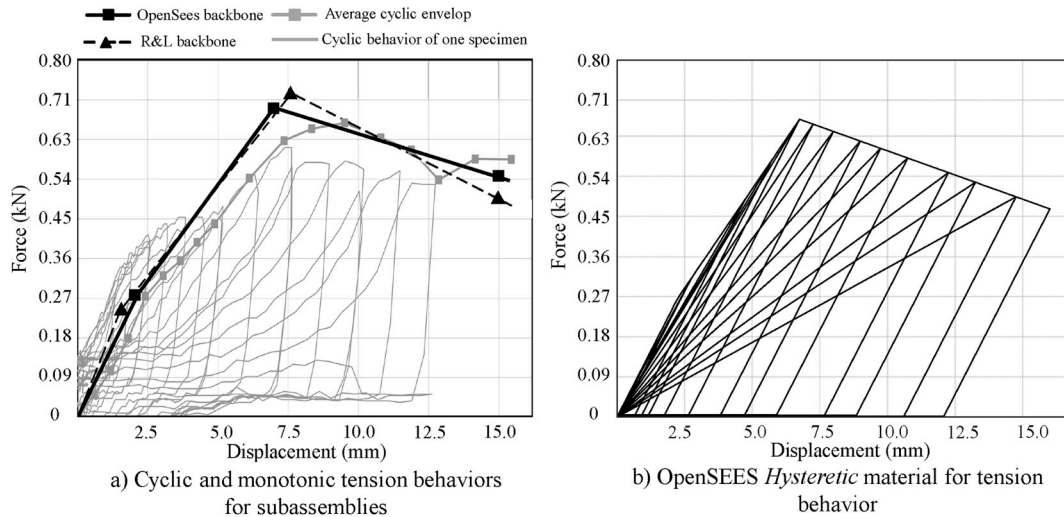 OpenSees backbone
Average cyclic envelop
R&L backbone
Cyclic behavior of one specimen
0.80
0.71
0.63
0.54
0.45
0.36
0.27
0.18
0.09
0
Force (kN)
2.5 5.0 7.5 10.0 12.5 15.0
Displacement (mm)
a) Cyclic and monotonic tension behaviors
for subassemblies
0.80
0.71
0.63
0.54
0.45
0.36
0.27
0.18
0.09
0
Force (kN)
2.5 5.0 7.5 10.0 12.5 15.0
Displacement (mm)
b) OpenSEES Hysteretic material for tension
behavior